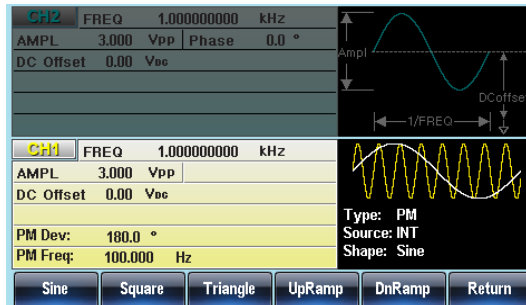 CH2 FREQ 1.000000000 kHz
AMPL 3.000 Vpp Phase 0.0 °
DC Offset 0.00 VDC
Ampl
DCoffse
1/FREQ
CH1 FREQ 1.000000000 kHz
AMPL 3.000 Vpp
DC Offset 0.00 VDC
PM Dev: 180.0 °
PM Freq: 100.000 Hz
Type: PM
Source: INT
Shape: Sine
Sine Square Triangle UpRamp DnRamp Return